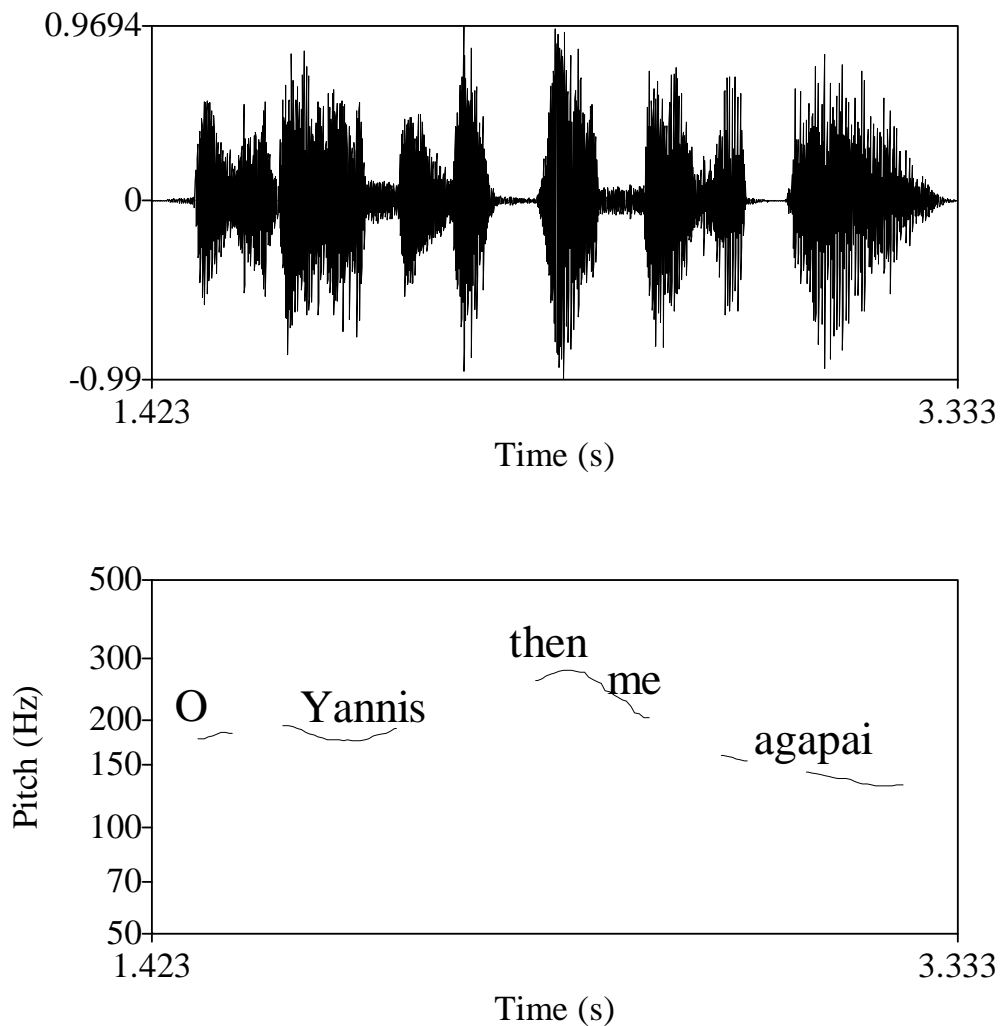 0.9694
0
-0.99
1.423 3.333
Time (s)
500
300
200
150
100
70
50
Pitch (Hz)
then
me
O Yannis
agapai
1.423 3.333
Time (s)